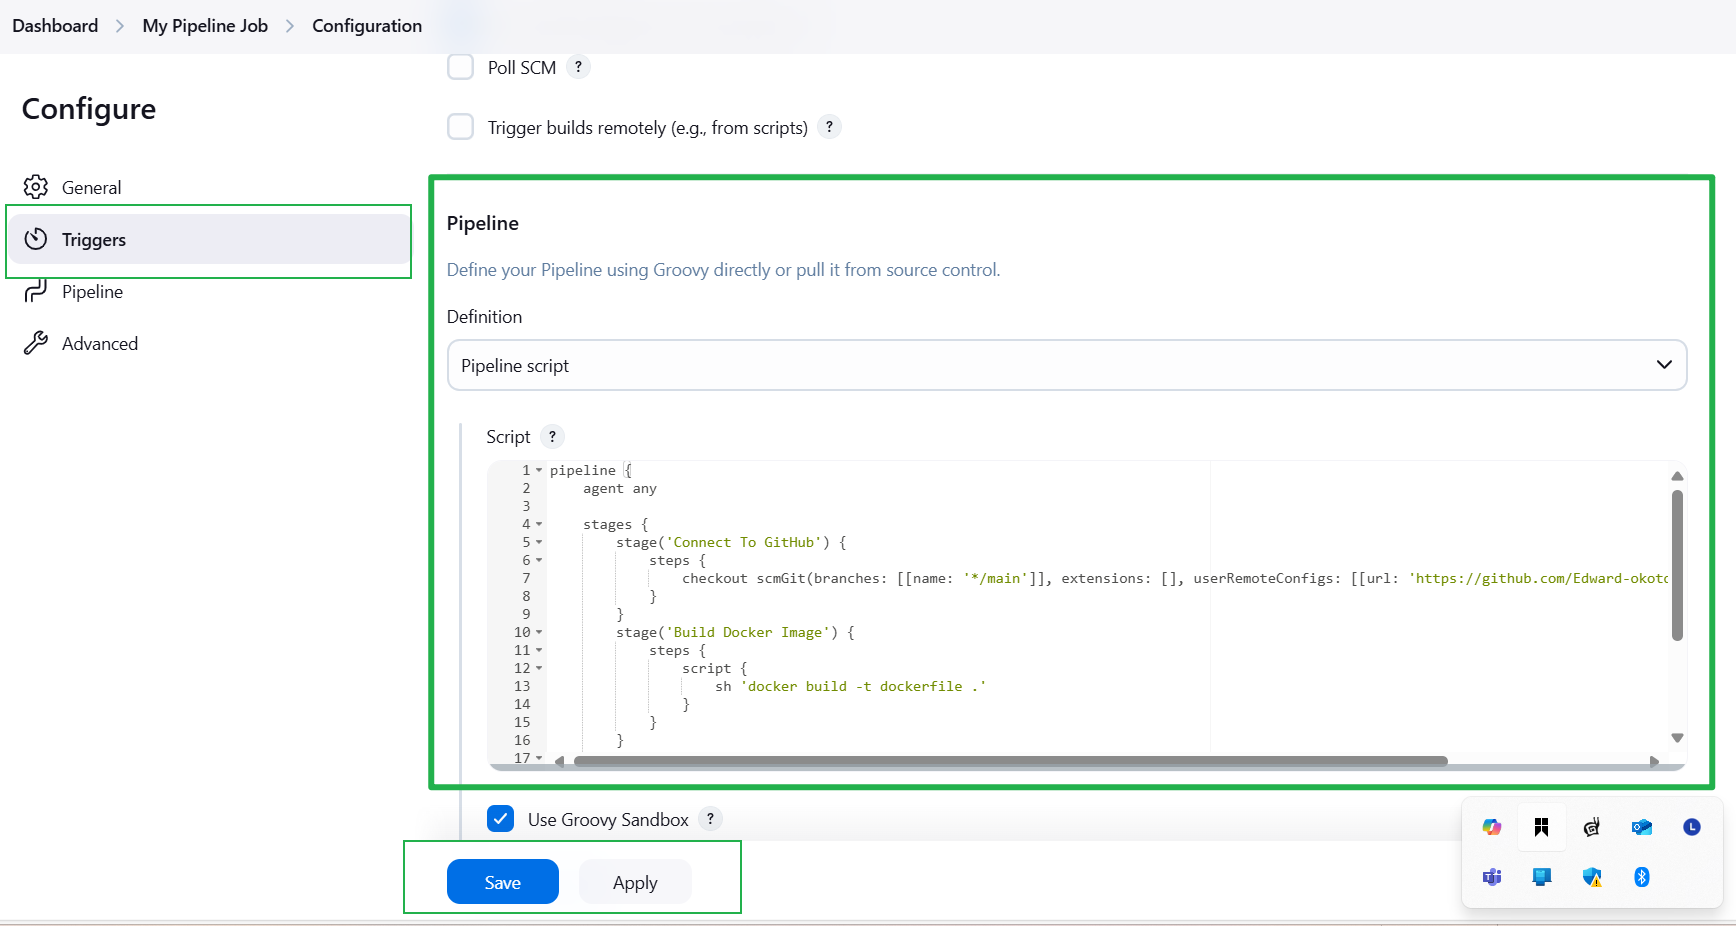 Dashboard > My Pipeline Job > Configuration
Configure
General
Triggers
Pipeline
Advanced
Poll SCM ?
Trigger builds remotely (e.g., from scripts) ?
Pipeline
Define your Pipeline using Groovy directly or pull it from source control.
Definition
Pipeline script
Script ?
1 pipeline {
2     agent any
3
4     stages {
5         stage('Connect To GitHub') {
6             steps {
7                 checkout scmGit(branches: [[name: '*/main']], extensions: [], userRemoteConfigs: [[url: 'https://github.com/Edward-okoto
8             }
9         }
10         stage('Build Docker Image') {
11             steps {
12                 script {
13                     sh 'docker build -t dockerfile .'
14                 }
15             }
16         }
17
Use Groovy Sandbox ?
Save Apply